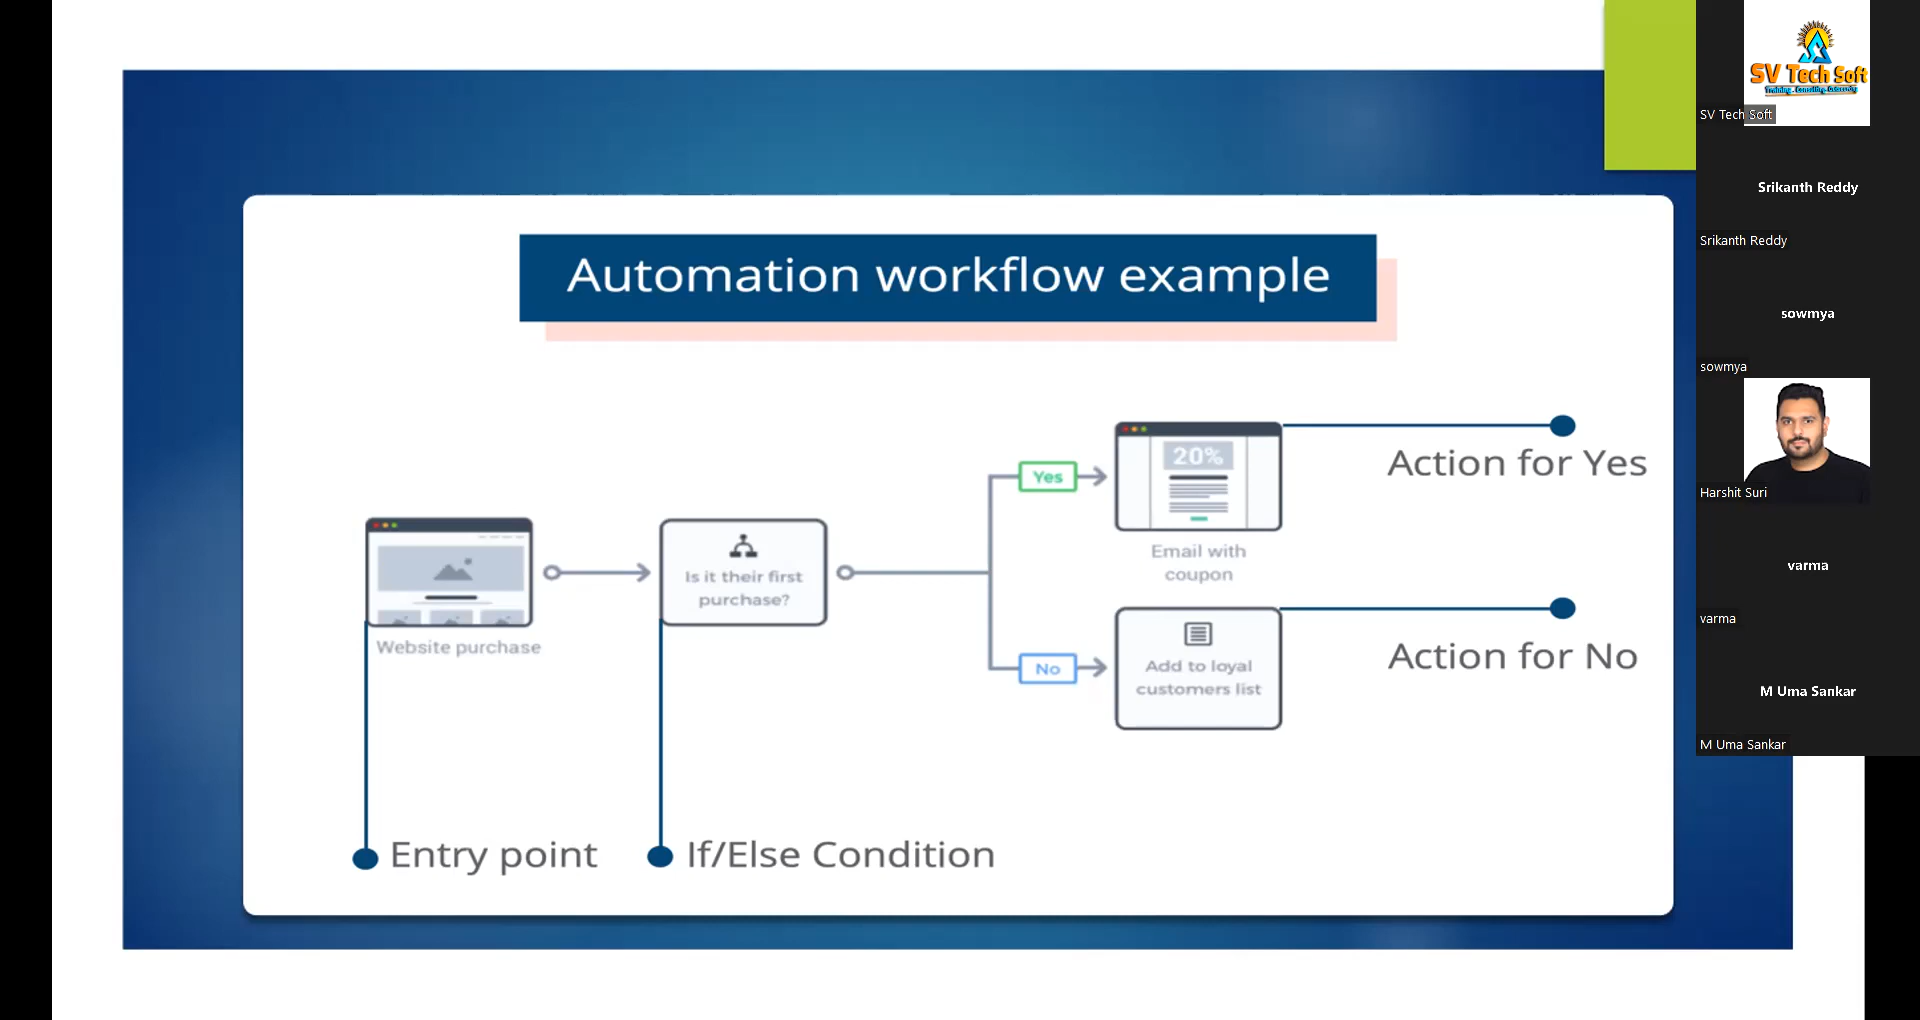 Automation workflow example
Yes
20%
Action for Yes
Email with
coupon
Website purchase
Is it their first
purchase?
No
Add to loyal
customers list
Action for No
Entry point
If/Else Condition
SV Tech Soft
Training . Consulting.
SV Tech Soft
Srikanth Reddy
Srikanth Reddy
sowmya
sowmya
Harshit Suri
varma
varma
M Uma Sankar
M Uma Sankar